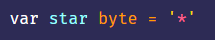 var star byte = '*'